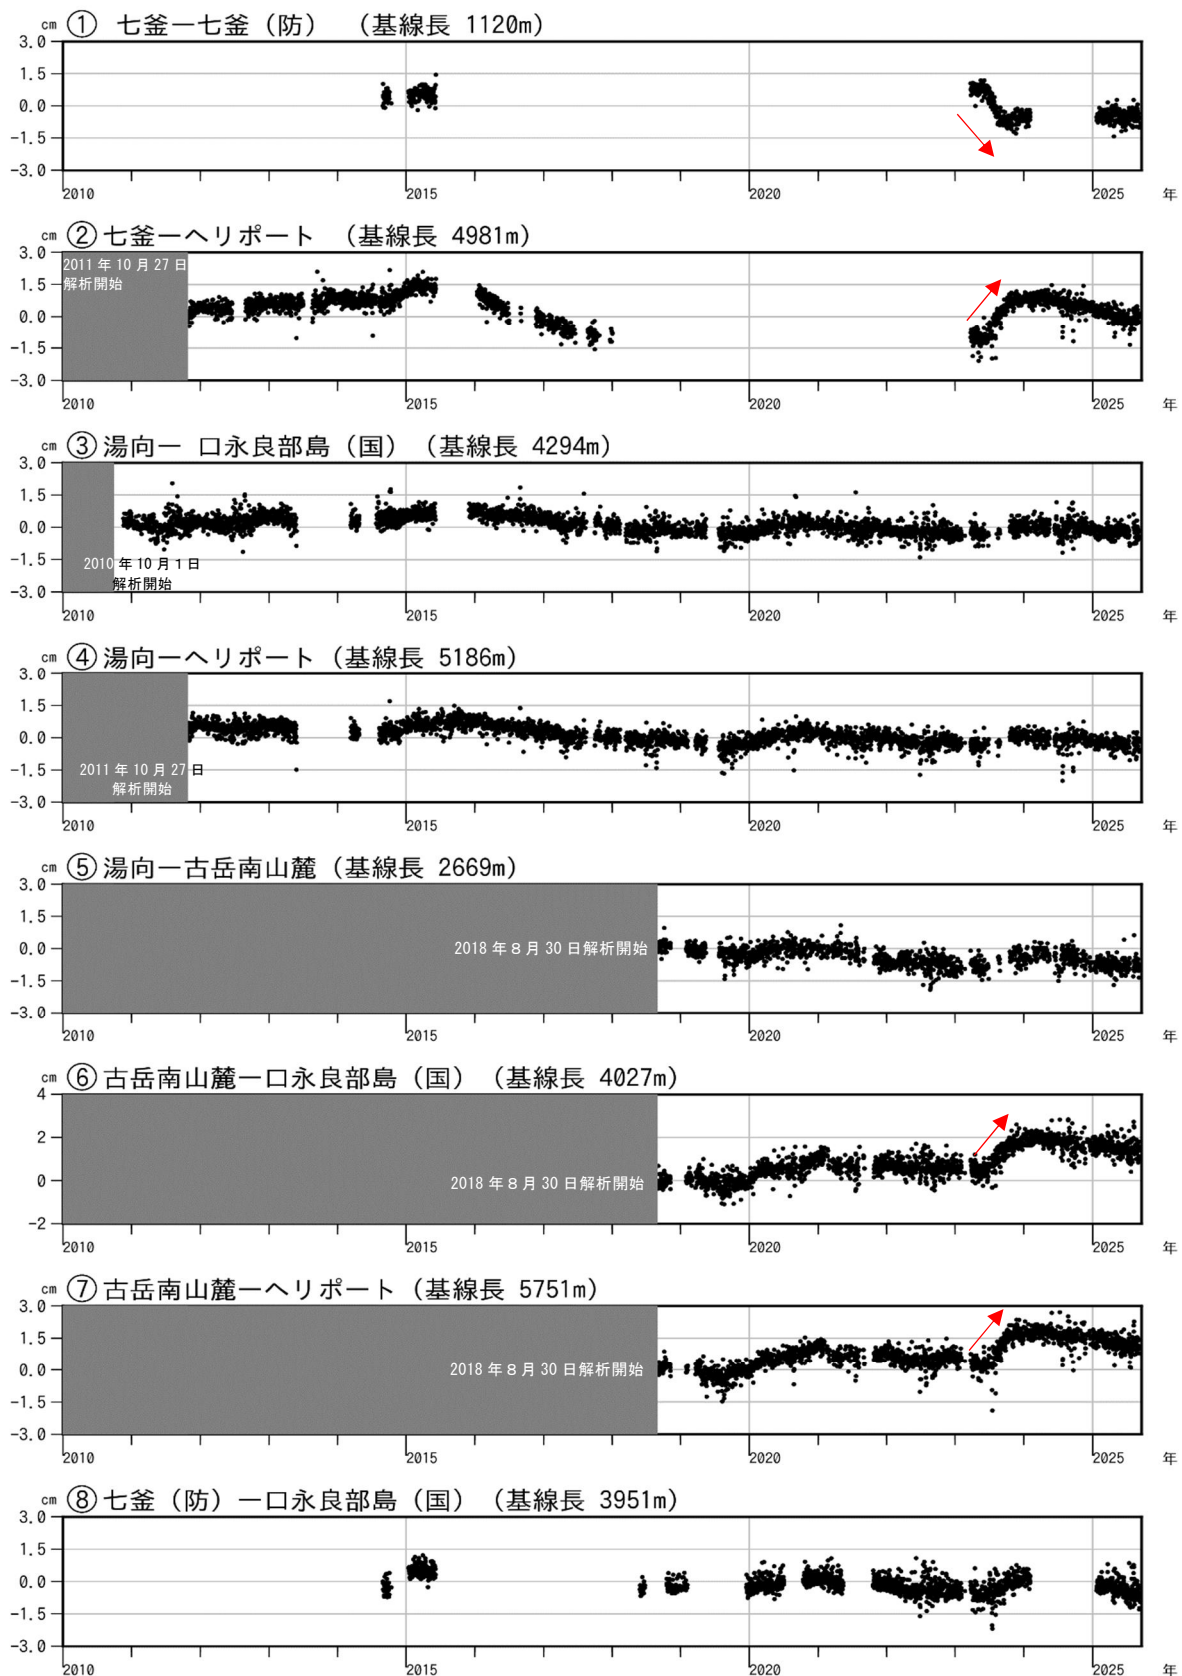 cm ① 七釜ー七釜（防） （基線長 1120m）
3.0
1.5
0.0
-1.5
-3.0
2010 2015 2020 2025 年
cm ② 七釜ーヘリポート （基線長 4981m）
3.0
2011 年 10 月 27 日
解析開始
1.5
0.0
-1.5
-3.0
2010 2015 2020 2025 年
cm ③ 湯向ー 口永良部島（国）（基線長 4294m）
3.0
1.5
0.0
-1.5
2010 年 10 月 1 日
解析開始
-3.0
2010 2015 2020 2025 年
cm ④ 湯向ーヘリポート（基線長 5186m）
3.0
1.5
0.0
-1.5
2011 年 10 月 27 日
解析開始
-3.0
2010 2015 2020 2025 年
cm ⑤ 湯向ー古岳南山麓（基線長 2669m）
3.0
1.5
0.0
2018 年 8 月 30 日解析開始
-1.5
-3.0
2010 2015 2020 2025 年
cm ⑥ 古岳南山麓ー口永良部島（国）（基線長 4027m）
4
2
0
2018 年 8 月 30 日解析開始
-2
2010 2015 2020 2025 年
cm ⑦ 古岳南山麓ーヘリポート（基線長 5751m）
3.0
1.5
0.0
2018 年 8 月 30 日解析開始
-1.5
-3.0
2010 2015 2020 2025 年
cm ⑧ 七釜（防）ー口永良部島（国）（基線長 3951m）
3.0
1.5
0.0
-1.5
-3.0
2010 2015 2020 2025 年